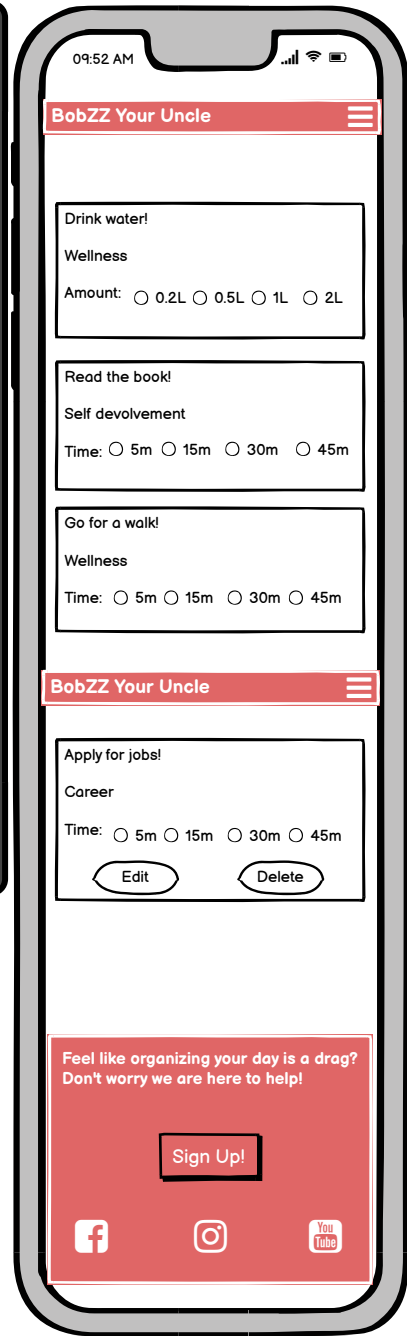 09:52 AM
BobZZ Your Uncle
Drink water!
Wellness
Amount: 0.2L 0.5L 1L 2L
Read the book!
Self devolvement
Time: 5m 15m 30m 45m
Go for a walk!
Wellness
Time: 5m 15m 30m 45m
BobZZ Your Uncle
Apply for jobs!
Career
Time: 5m 15m 30m 45m
Edit Delete
Feel like organizing your day is a drag?
Don't worry we are here to help!
Sign Up!
You
Tube